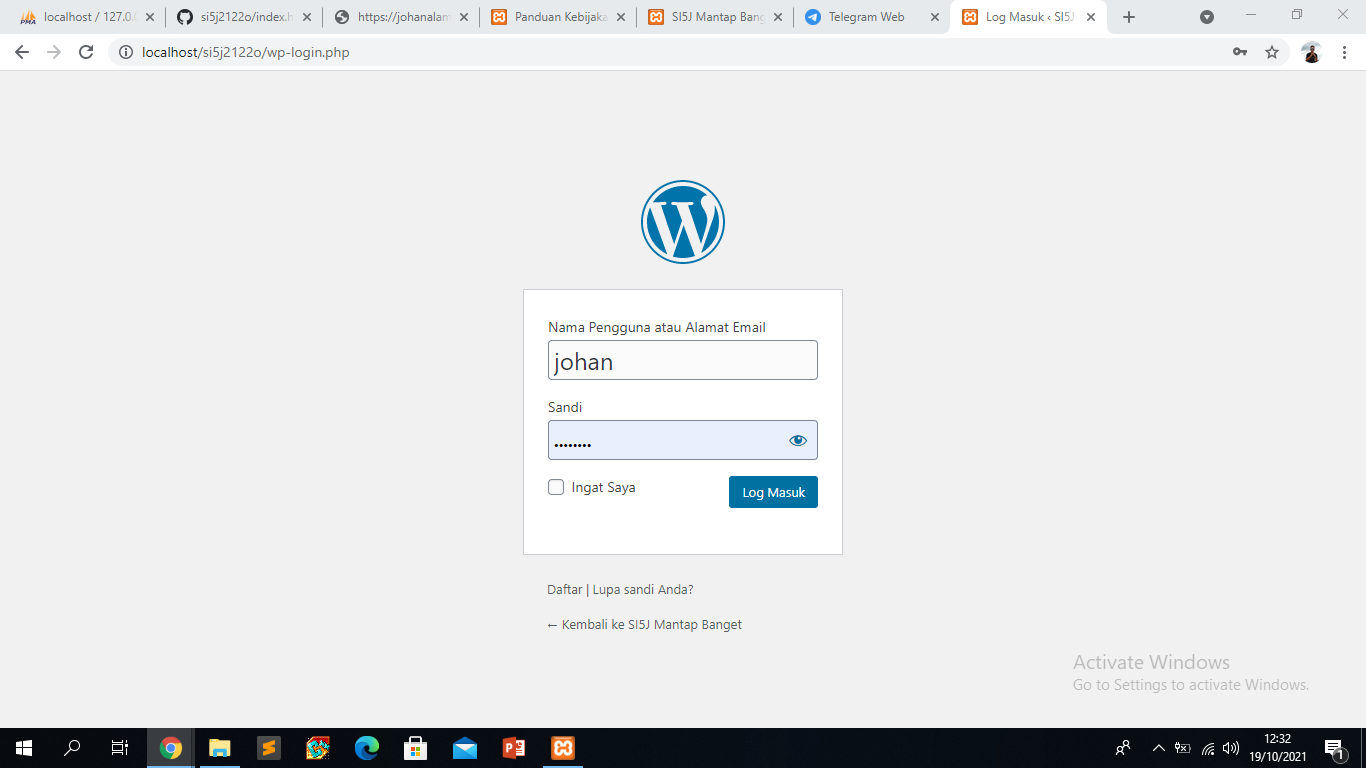 localhost / 127.0.
si5j2122o/index.h
https://johanalam
Panduan Kebijaka
SI5J Mantap Bang
Telegram Web
Log Masuk ‹ SI5J
localhost/si5j2122o/wp-login.php
Nama Pengguna atau Alamat Email
johan
Sandi
••••••••
Ingat Saya
Log Masuk
Daftar | Lupa sandi Anda?
← Kembali ke SI5J Mantap Banget
Activate Windows
Go to Settings to activate Windows.
12:32
19/10/2021
1